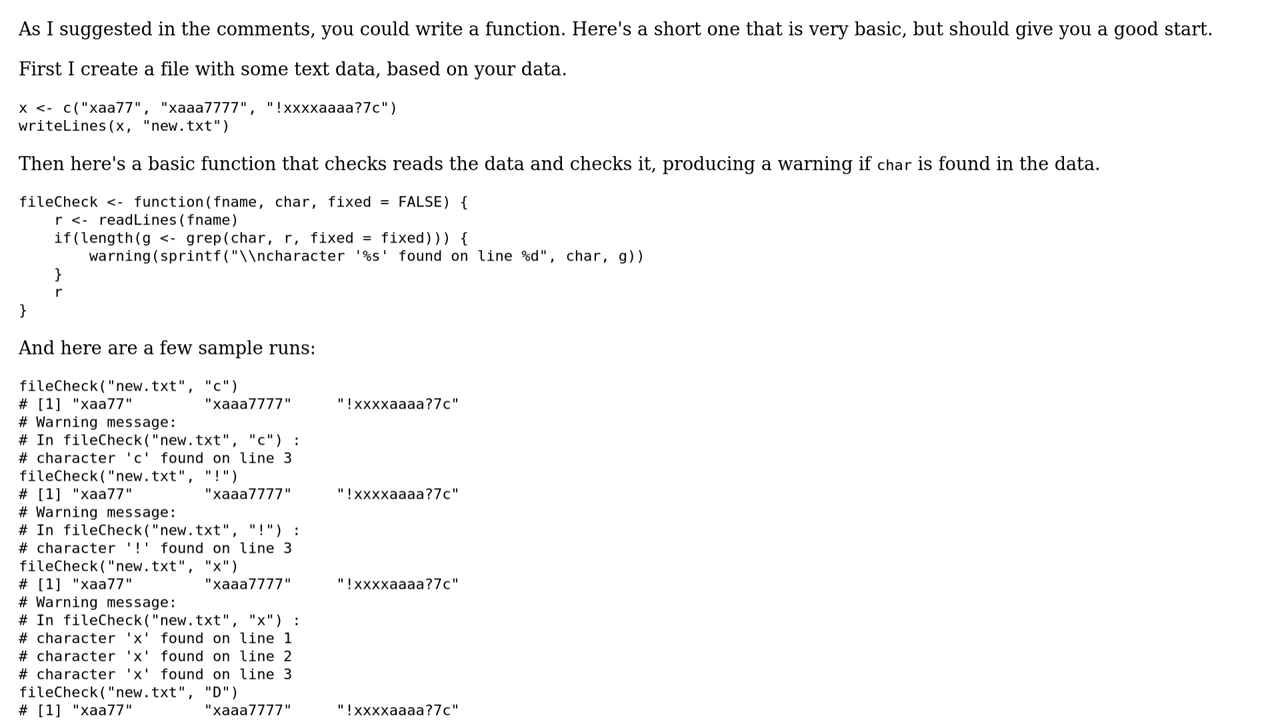 As I suggested in the comments, you could write a function. Here's a short one that is very basic, but should give you a good start.
First I create a file with some text data, based on your data.
x <- c("xaa77", "xaaa7777", "!xxxxaaaa?7c")
writeLines(x, "new.txt")
Then here's a basic function that checks reads the data and checks it, producing a warning if char is found in the data.
fileCheck <- function(fname, char, fixed = FALSE) {
    r <- readLines(fname)
    if(length(g <- grep(char, r, fixed = fixed))) {
        warning(sprintf("\\ncharacter '%s' found on line %d", char, g))
    }
    r
}
And here are a few sample runs:
fileCheck("new.txt", "c")
# [1] "xaa77"        "xaaa7777"     "!xxxxaaaa?7c"
# Warning message:
# In fileCheck("new.txt", "c") :
# character 'c' found on line 3
fileCheck("new.txt", "!")
# [1] "xaa77"        "xaaa7777"     "!xxxxaaaa?7c"
# Warning message:
# In fileCheck("new.txt", "!") :
# character '!' found on line 3
fileCheck("new.txt", "x")
# [1] "xaa77"        "xaaa7777"     "!xxxxaaaa?7c"
# Warning message:
# In fileCheck("new.txt", "x") :
# character 'x' found on line 1
# character 'x' found on line 2
# character 'x' found on line 3
fileCheck("new.txt", "D")
# [1] "xaa77"        "xaaa7777"     "!xxxxaaaa?7c"